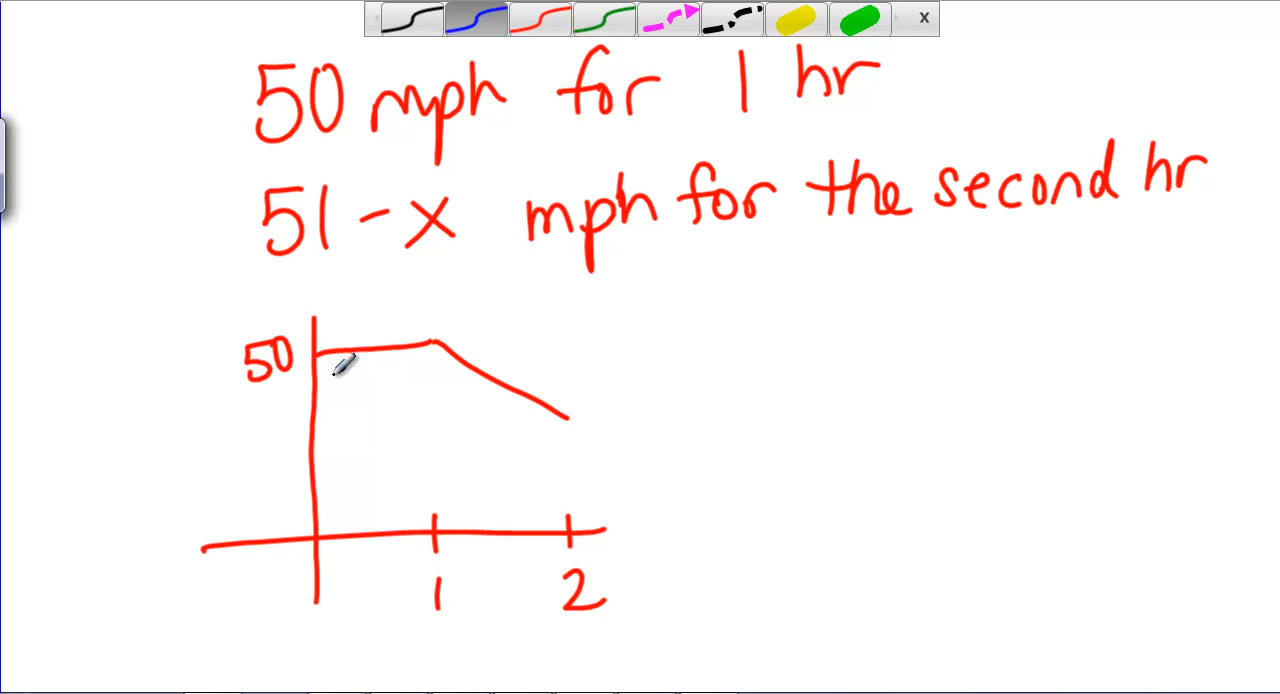 x
50 mph for 1 hr
51 - x mph for the second hr
50
1 2